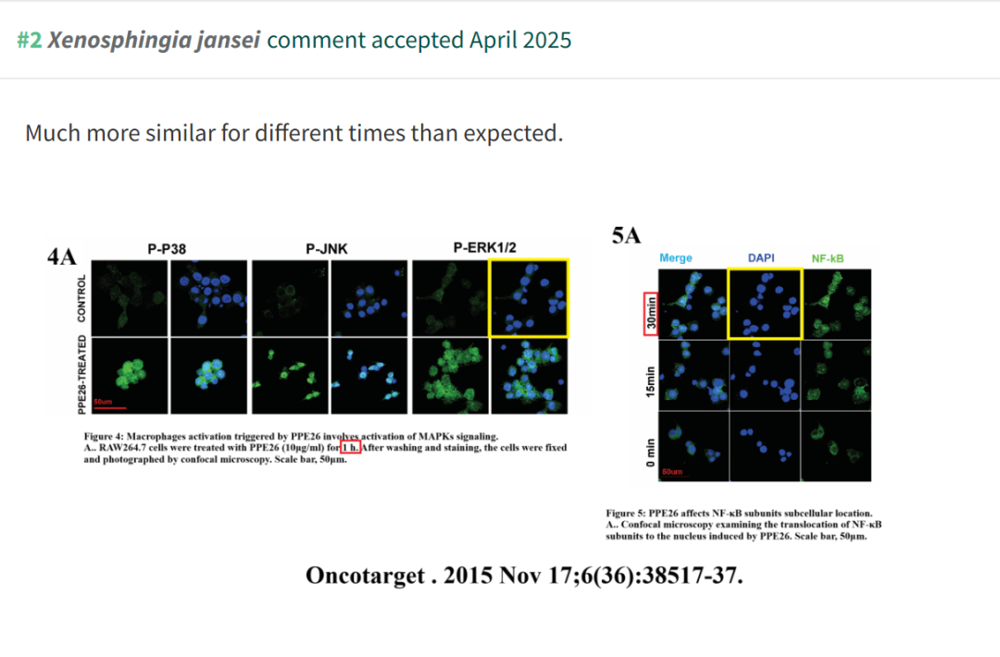 #2 Xenosphingia jansei comment accepted April 2025
Much more similar for different times than expected.
4A
P-P38
P-JNK
P-ERK1/2
CONTROL
PPE26-TREATED
50um
Figure 4: Macrophages activation triggered by PPE26 involves activation of MAPKs signaling.
A.. RAW264.7 cells were treated with PPE26 (10μg/ml) for 1 h. After washing and staining, the cells were fixed
and photographed by confocal microscopy. Scale bar, 50μm.
5A
Merge
DAPI
NF-kB
30min
15min
0 min
50um
Figure 5: PPE26 affects NF-κB subunits subcellular location.
A.. Confocal microscopy examining the translocation of NF-κB
subunits to the nucleus induced by PPE26. Scale bar, 50μm.
Oncotarget . 2015 Nov 17;6(36):38517-37.